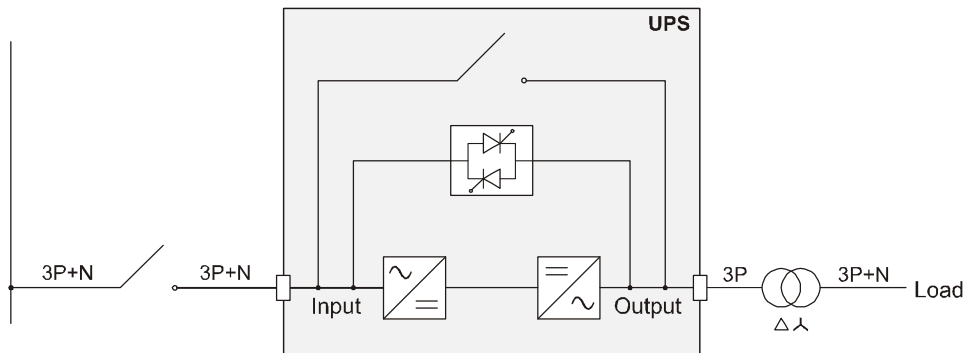 UPS
3P+N
3P+N
Input
Output
3P
3P+N
Load